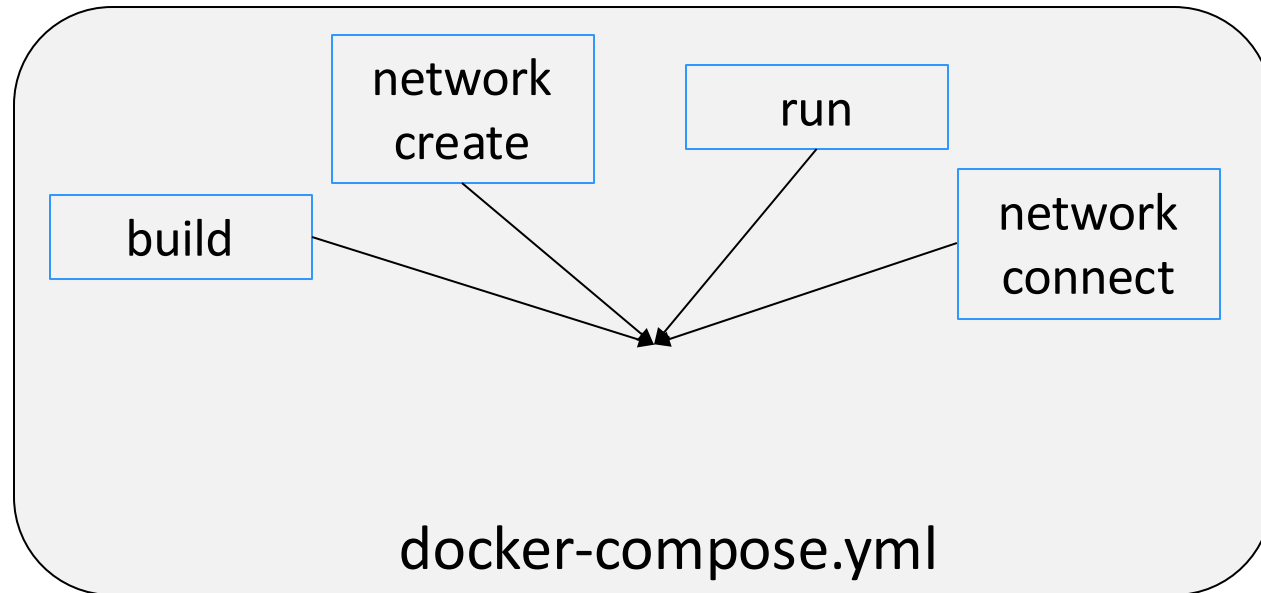 network
create
run
build
network
connect
docker-compose.yml